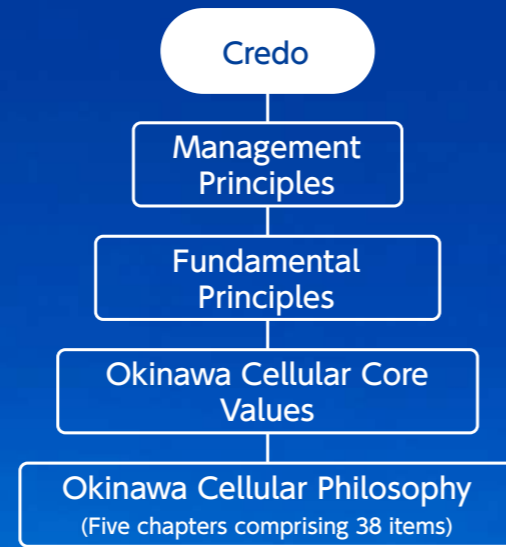 Credo
Management
Principles
Fundamental
Principles
Okinawa Cellular Core
Values
Okinawa Cellular Philosophy
(Five chapters comprising 38 items)